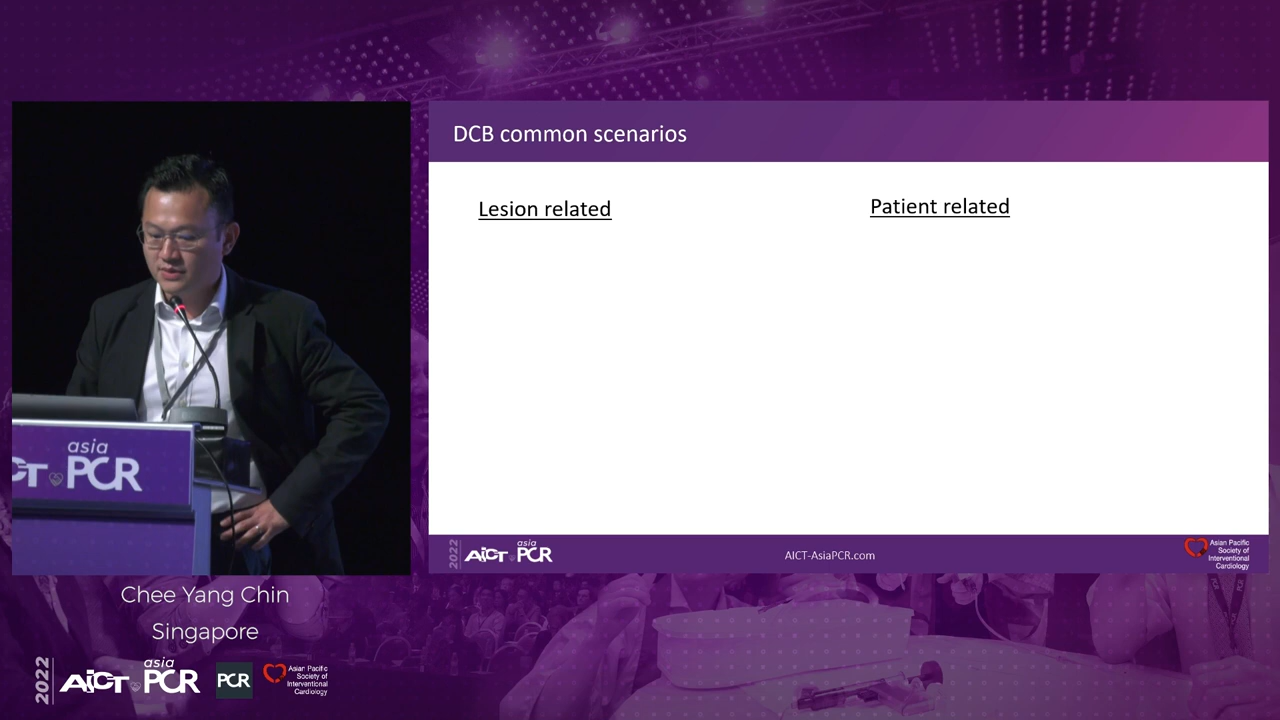 DCB common scenarios
Lesion related
Patient related
asia
AICT PCR
2022 AICT asia PCR
AICT-AsiaPCR.com
Asian Pacific
Society of
Interventional
Cardiology
Chee Yang Chin
Singapore
2022 AICT asia PCR
PCR
Asian Pacific
Society of
Interventional
Cardiology